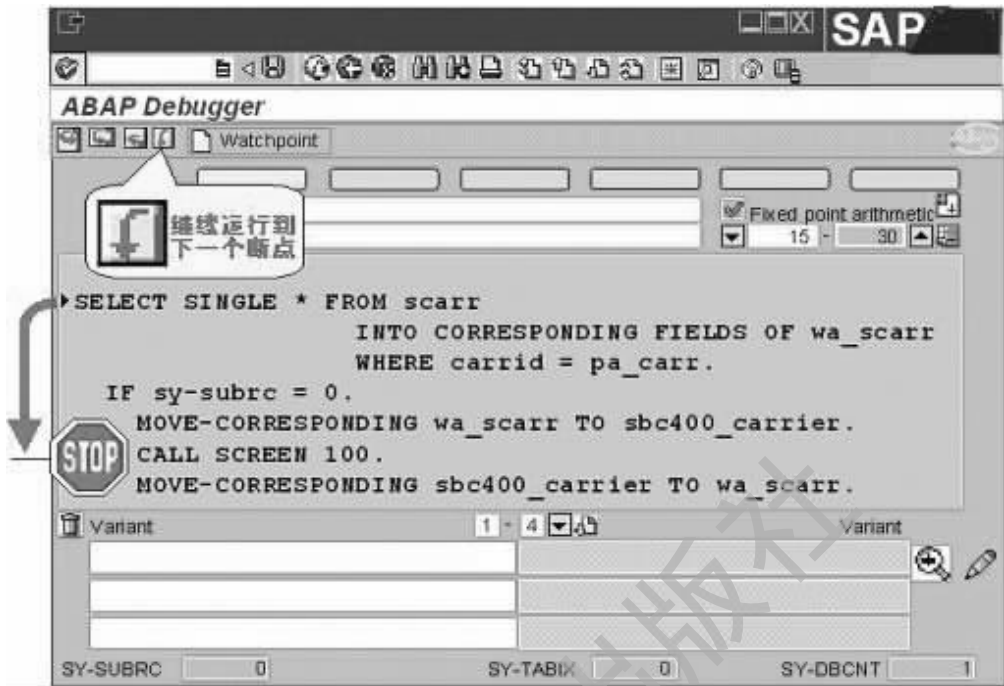 SAP
ABAP Debugger
Watchpoint
继续运行到
下一个断点
Fixed point arithmetic
15 - 30
SELECT SINGLE * FROM scarr
INTO CORRESPONDING FIELDS OF wa_scarr
WHERE carrid = pa_carr.
IF sy-subrc = 0.
MOVE-CORRESPONDING wa_scarr TO sbc400_carrier.
STOP CALL SCREEN 100.
MOVE-CORRESPONDING sbc400_carrier TO wa_scarr.
Variant 1 - 4 Variant
SY-SUBRC 0 SY-TABIX 0 SY-DBCNT 1
出版社